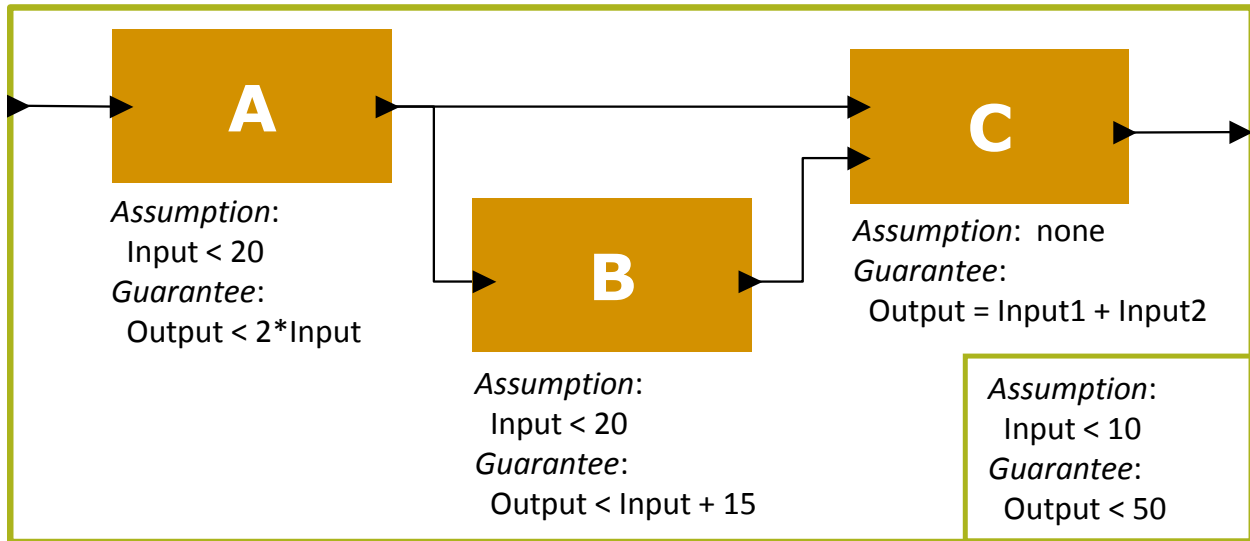 A
Assumption:
Input < 20
Guarantee:
Output < 2*Input
B
Assumption:
Input < 20
Guarantee:
Output < Input + 15
C
Assumption: none
Guarantee:
Output = Input1 + Input2
Assumption:
Input < 10
Guarantee:
Output < 50